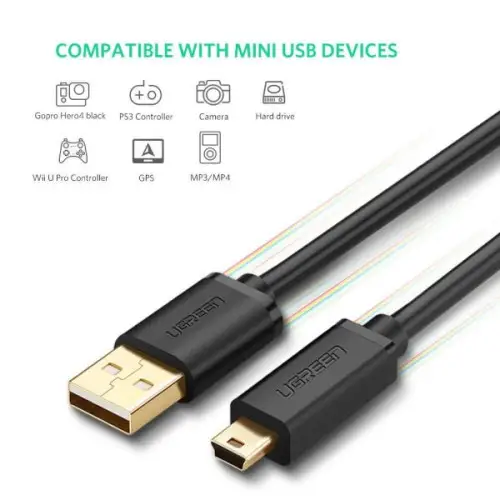 COMPATIBLE WITH MINI USB DEVICES
Gopro Hero4 black
PS3 Controller
Camera
Hard drive
Wii U Pro Controller
GPS
MP3/MP4
UGREEN
UGREEN